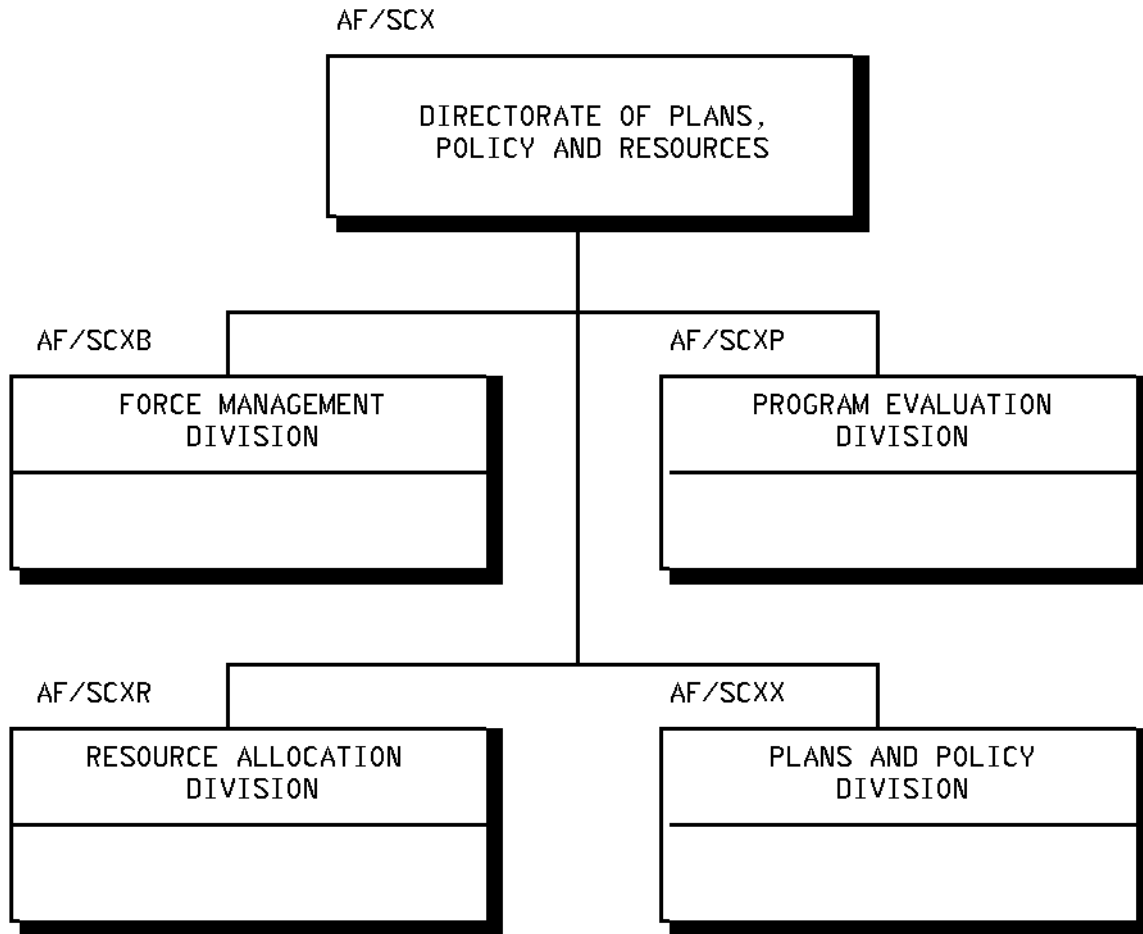 AF/SCX
DIRECTORATE OF PLANS,
POLICY AND RESOURCES
AF/SCXB
FORCE MANAGEMENT
DIVISION
AF/SCXP
PROGRAM EVALUATION
DIVISION
AF/SCXR
RESOURCE ALLOCATION
DIVISION
AF/SCXX
PLANS AND POLICY
DIVISION